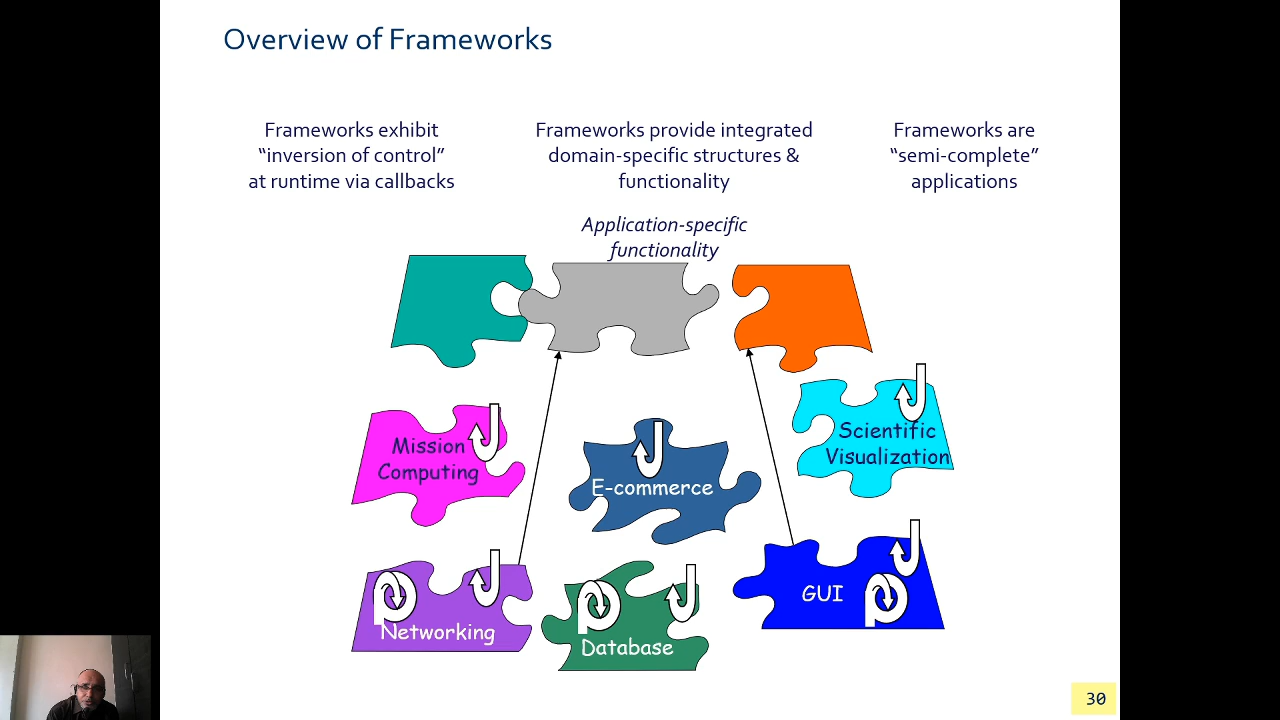 Overview of Frameworks
Frameworks exhibit
“inversion of control”
at runtime via callbacks
Frameworks provide integrated
domain-specific structures &
functionality
Frameworks are
“semi-complete”
applications
Application-specific
functionality
Mission
Computing
E-commerce
Scientific
Visualization
Networking
Database
GUI
30